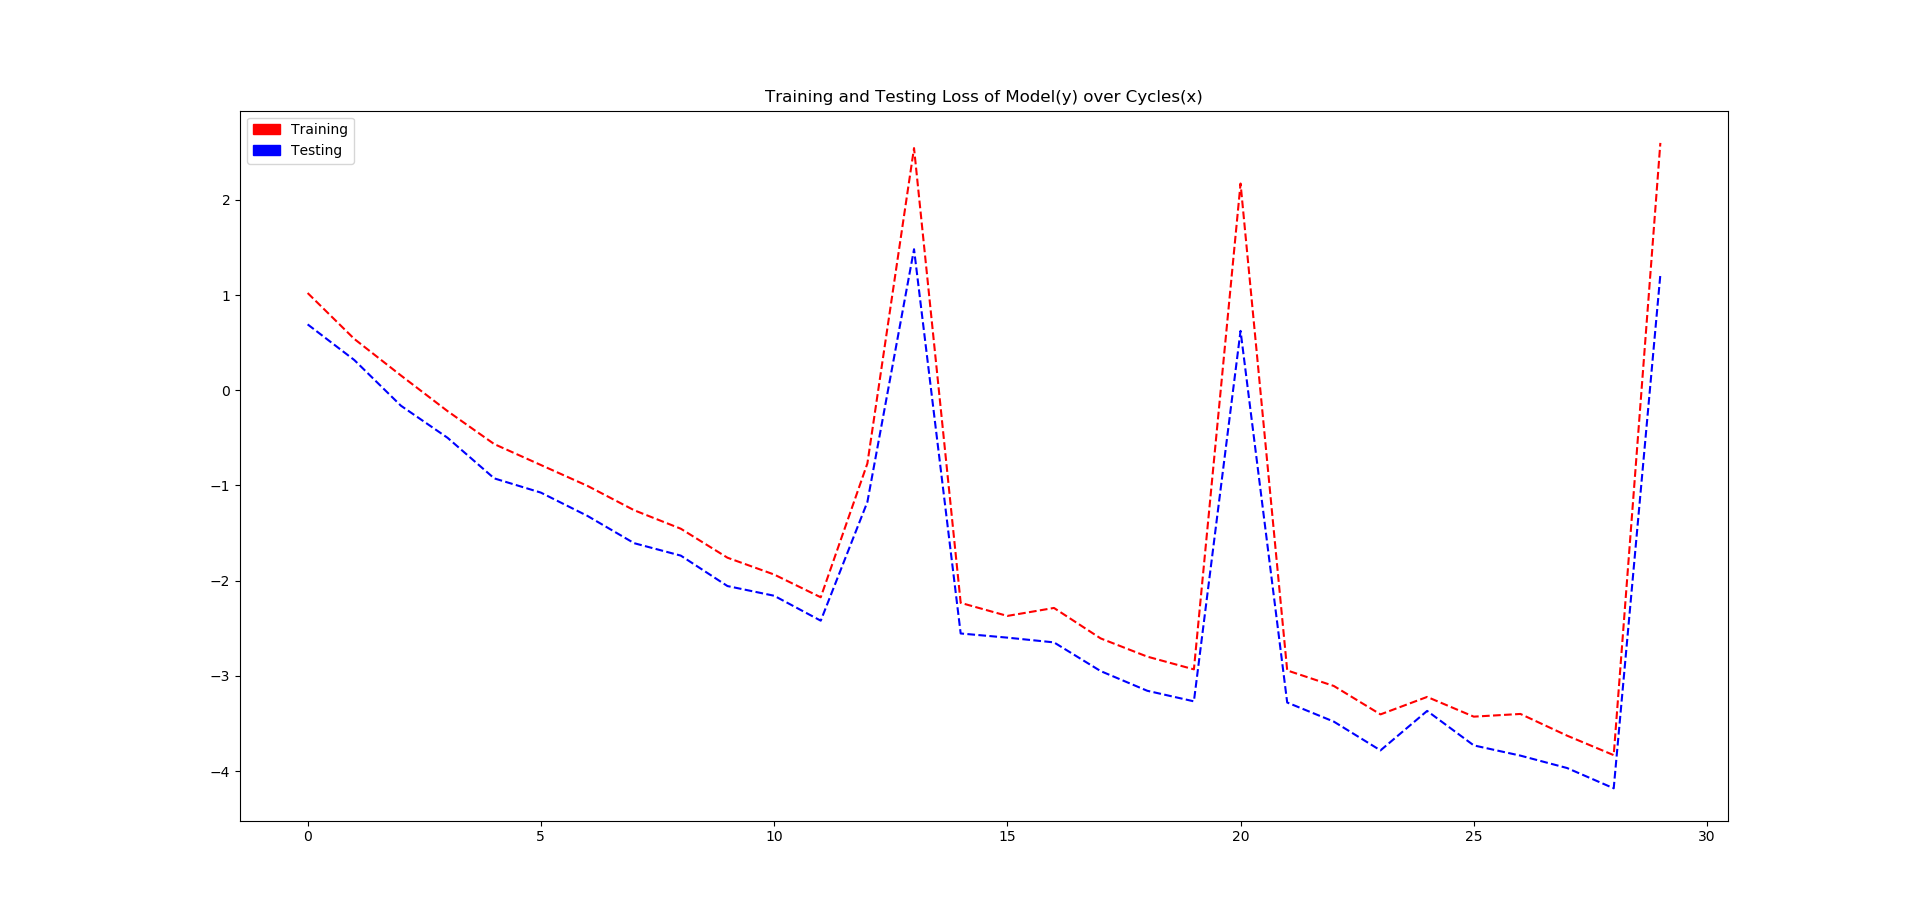 Training and Testing Loss of Model(y) over Cycles(x)
Training
Testing
2
1
0
−1
−2
−3
−4
0 5 10 15 20 25 30